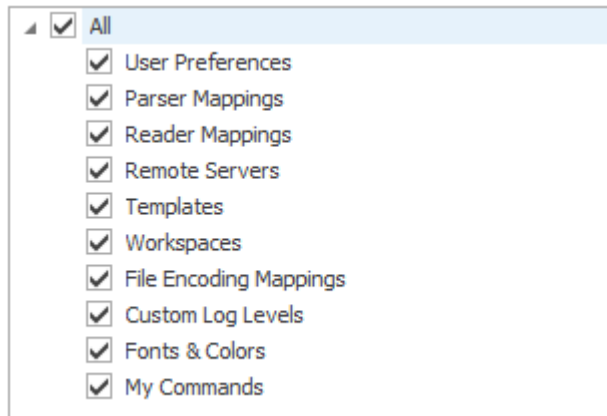 All
User Preferences
Parser Mappings
Reader Mappings
Remote Servers
Templates
Workspaces
File Encoding Mappings
Custom Log Levels
Fonts & Colors
My Commands